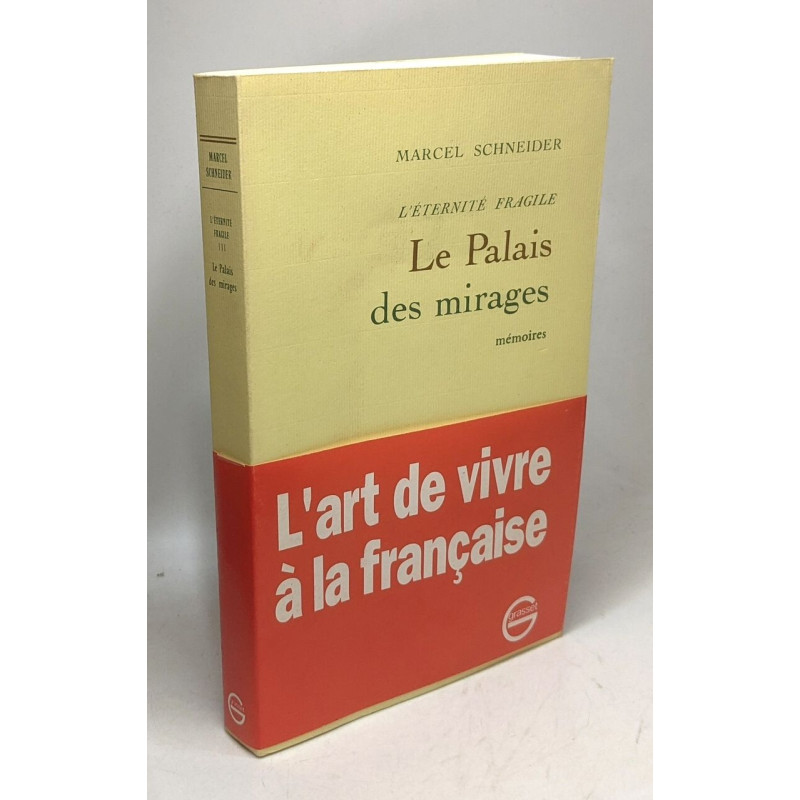 MARCEL SCHNEIDER
L'ÉTERNITÉ FRAGILE
Le Palais
des mirages
mémoires
L'art de vivre
à la française
grasset
MARCEL
SCHNEIDER
L'ÉTERNITÉ
FRAGILE
III
Le Palais
des mirages